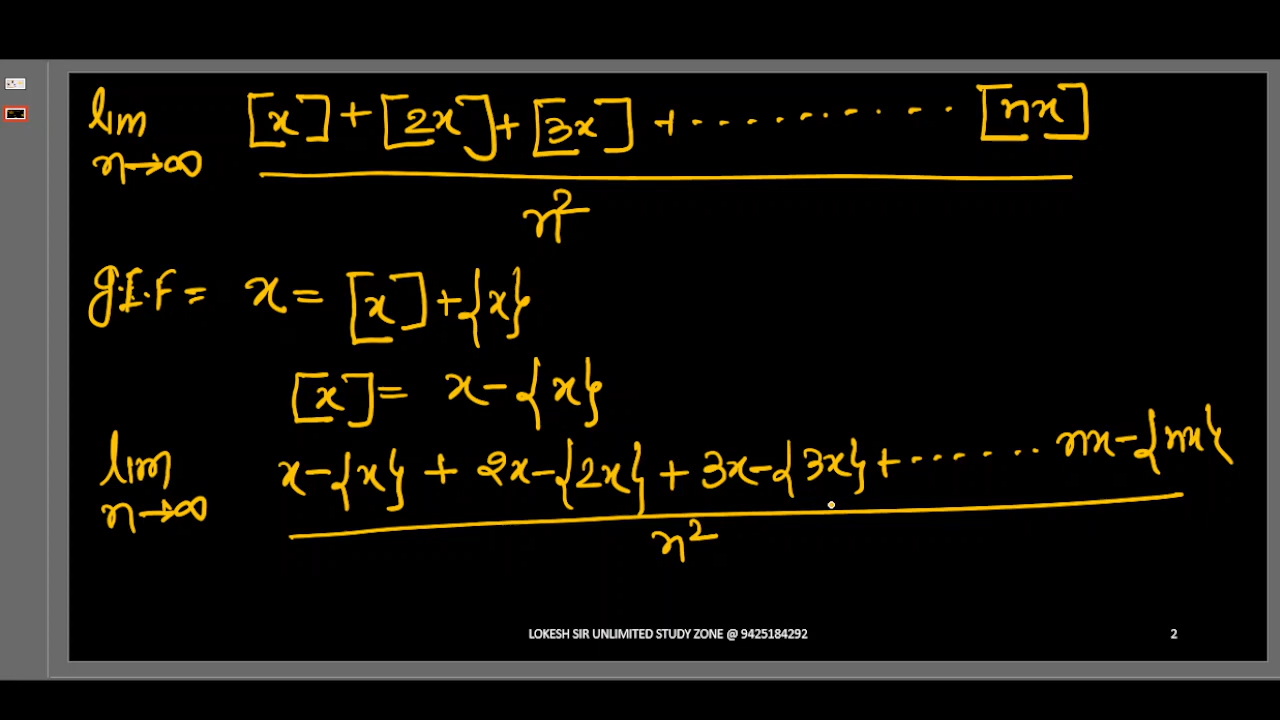 lim n→∞ [x] + [2x] + [3x] + .......... [nx] / n²
G.I.F = x = [x] + {x}
[x] = x - {x}
lim n→∞ x - {x} + 2x - {2x} + 3x - {3x} + ....... nx - {nx} / n²
LOKESH SIR UNLIMITED STUDY ZONE @ 9425184292 2